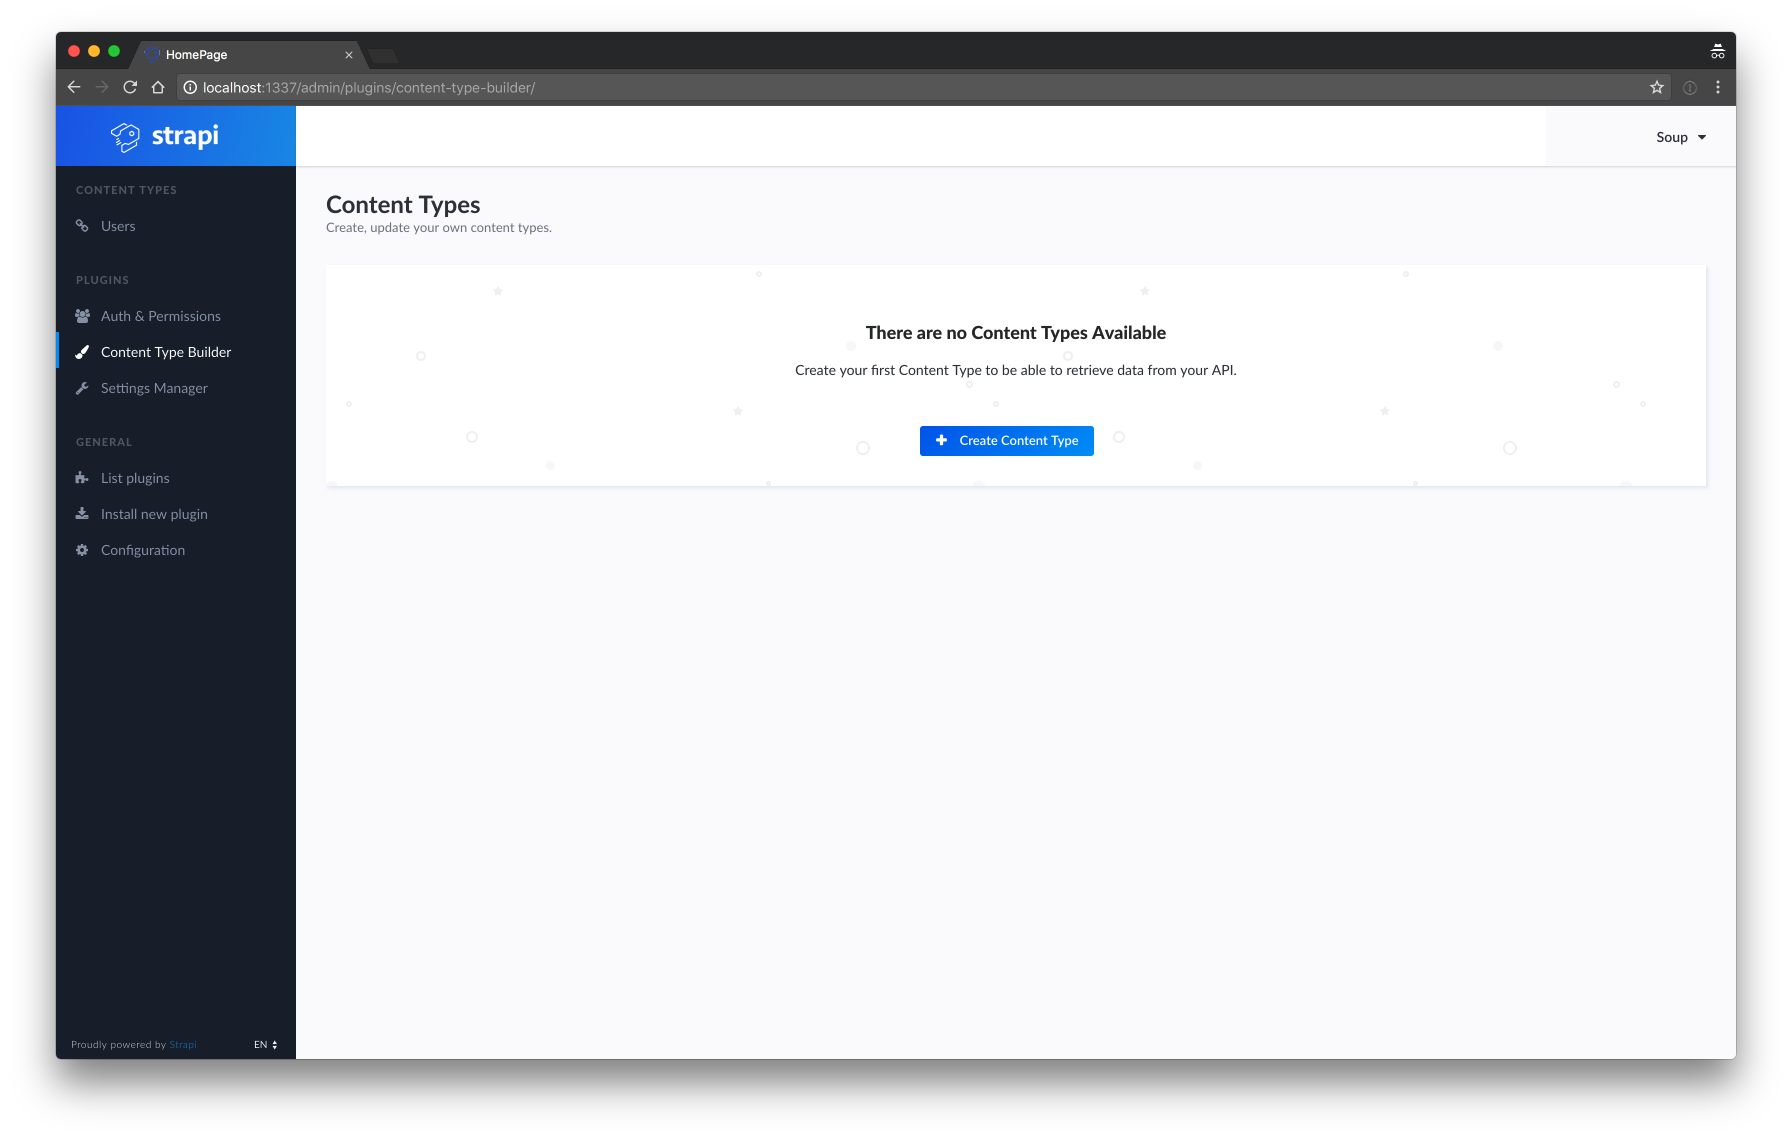 HomePage
localhost:1337/admin/plugins/content-type-builder/
strapi
Soup
CONTENT TYPES
Users
PLUGINS
Auth & Permissions
Content Type Builder
Settings Manager
GENERAL
List plugins
Install new plugin
Configuration
Proudly powered by Strapi
EN
Content Types
Create, update your own content types.
There are no Content Types Available
Create your first Content Type to be able to retrieve data from your API.
Create Content Type